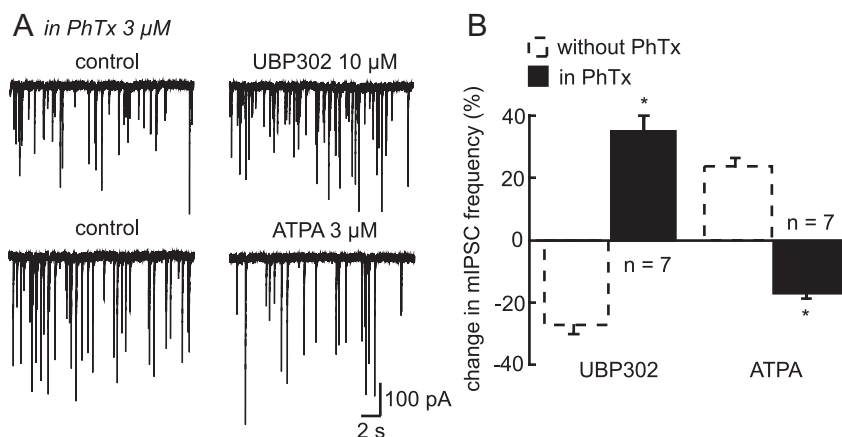 A in PhTx 3 µM
control
UBP302 10 µM
control
ATPA 3 µM
100 pA
2 s
B
without PhTx
in PhTx
change in mIPSC frequency (%)
40
20
0
-20
-40
*
n = 7
n = 7
*
UBP302
ATPA